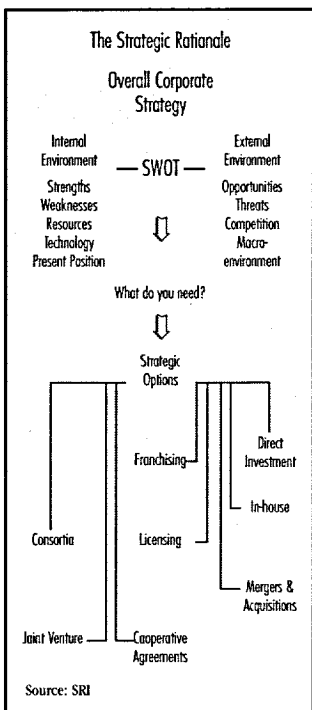 The Strategic Rationale
Overall Corporate
Strategy
Internal
Environment
— SWOT —
External
Environment
Strengths
Weaknesses
Resources
Technology
Present Position
Opportunities
Threats
Competition
Macro-
environment
What do you need?
Strategic
Options
Franchising
Direct
Investment
In-house
Consortia
Licensing
Mergers &
Acquisitions
Joint Venture
Cooperative
Agreements
Source: SRI